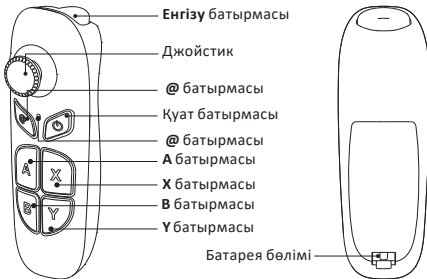 Енгізу батырмасы
Джойстик
@ батырмасы
Қуат батырмасы
@ батырмасы
A батырмасы
X батырмасы
B батырмасы
Y батырмасы
A
X
B
Y
Батарея бөлімі